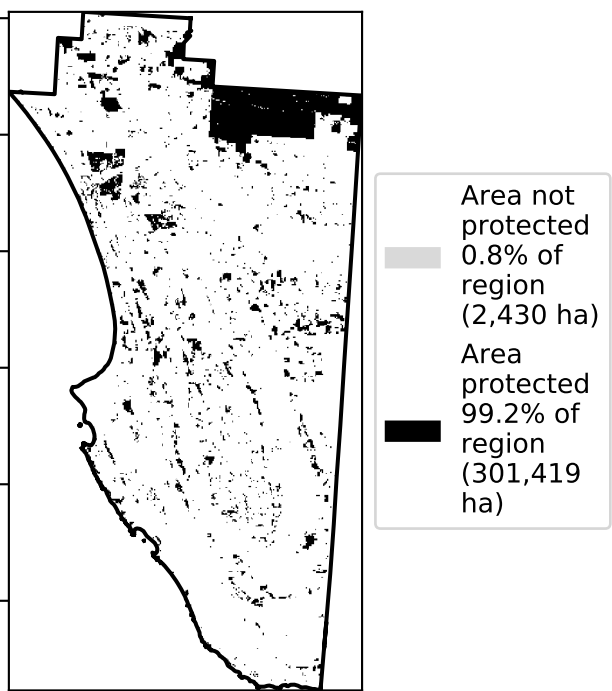 Area not
protected
0.8% of
region
(2,430 ha)
Area
protected
99.2% of
region
(301,419
ha)